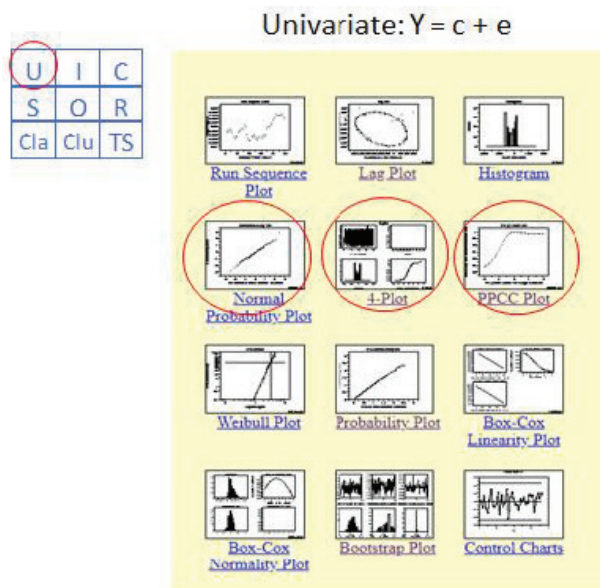 Univariate: Y = c + e
U I C
S O R
Cla Clu TS
Run Sequence
Plot
Lag Plot
Histogram
Normal
Probability Plot
4-Plot
PPCC Plot
Weibull Plot
Probability Plot
Box-Cox
Linearity Plot
Box-Cox
Normality Plot
Bootstrap Plot
Control Charts